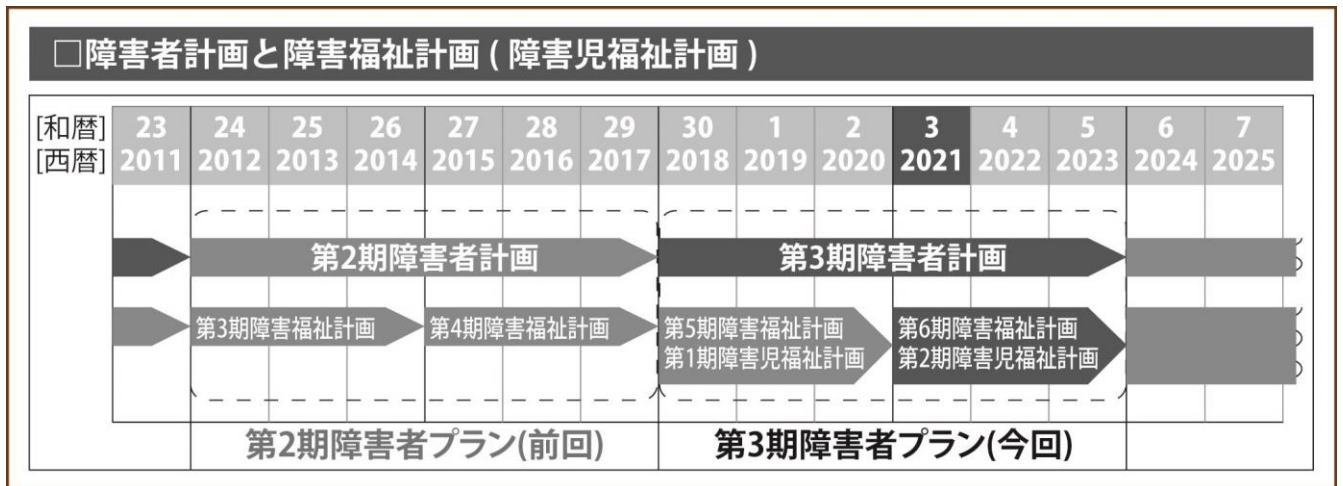 □障害者計画と障害福祉計画 ( 障害児福祉計画 )
[和暦] 23 24 25 26 27 28 29 30 1 2 3 4 5 6 7
[西暦] 2011 2012 2013 2014 2015 2016 2017 2018 2019 2020 2021 2022 2023 2024 2025
第2期障害者計画 第3期障害者計画
第3期障害福祉計画 第4期障害福祉計画 第5期障害福祉計画 第6期障害福祉計画
第1期障害児福祉計画 第2期障害児福祉計画
第2期障害者プラン(前回) 第3期障害者プラン(今回)